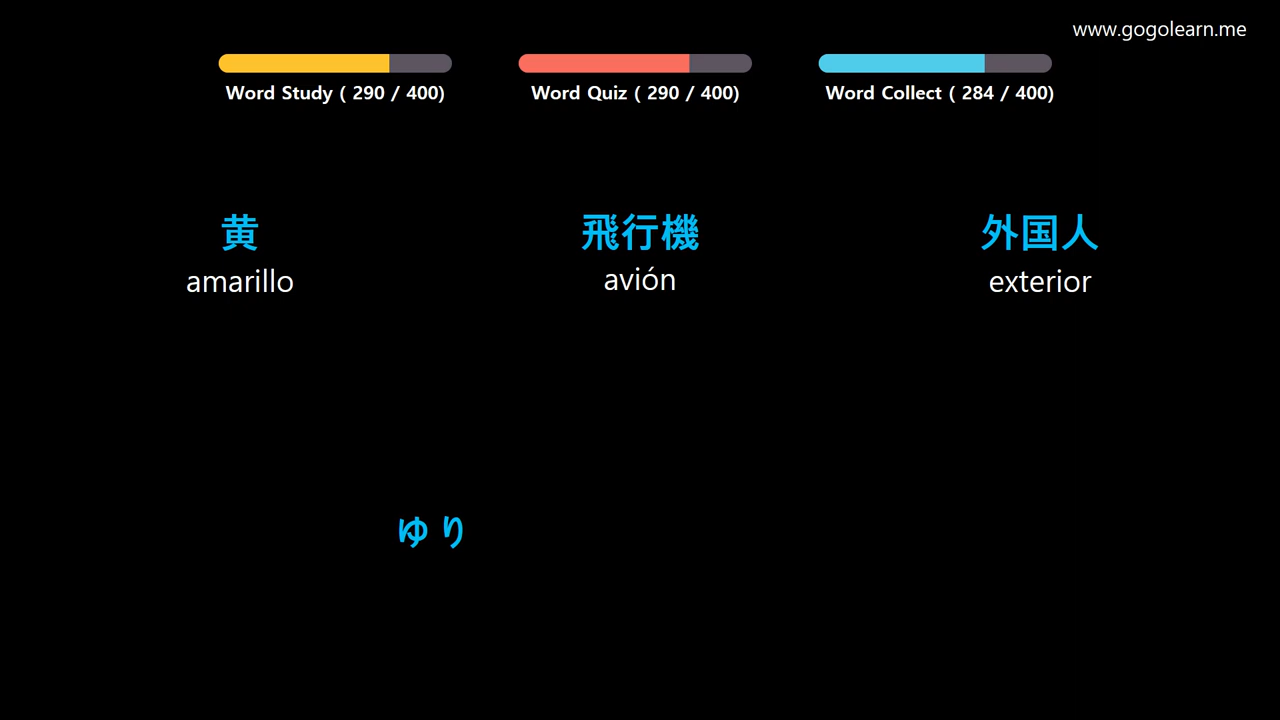 www.gogolearn.me
Word Study ( 290 / 400)
Word Quiz ( 290 / 400)
Word Collect ( 284 / 400)
黄
amarillo
飛行機
avión
外国人
exterior
ゆり